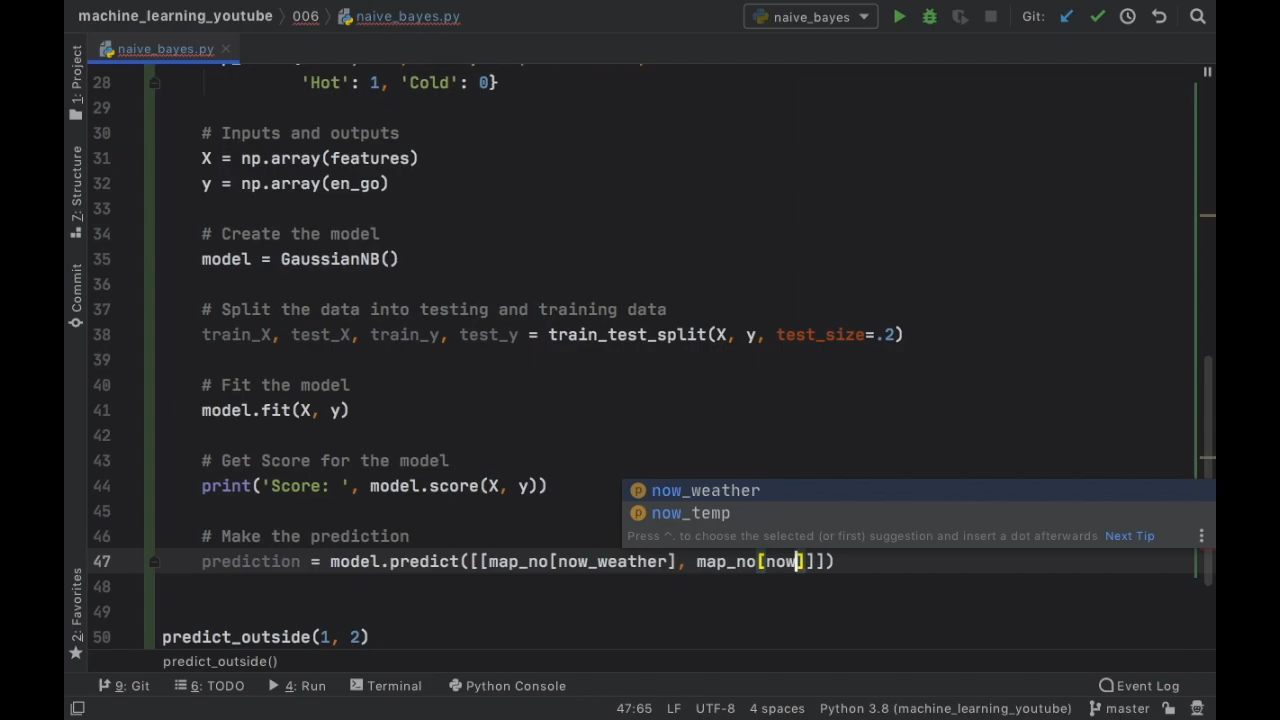 machine_learning_youtube 006 naive_bayes.py naive_bayes Git:
naive_bayes.py
28 'Hot': 1, 'Cold': 0}
29
30 # Inputs and outputs
31 X = np.array(features)
32 y = np.array(en_go)
33
34 # Create the model
35 model = GaussianNB()
36
37 # Split the data into testing and training data
38 train_X, test_X, train_y, test_y = train_test_split(X, y, test_size=.2)
39
40 # Fit the model
41 model.fit(X, y)
42
43 # Get Score for the model
44 print('Score: ', model.score(X, y))
45
46 # Make the prediction
47 prediction = model.predict([[map_no[now_weather], map_no[now]]])
48
49
50 predict_outside(1, 2)
now_weather
now_temp
Press ^. to choose the selected (or first) suggestion and insert a dot afterwards Next Tip
predict_outside()
1: Project
7: Structure
Commit
2: Favorites
9: Git 6: TODO 4: Run Terminal Python Console Event Log
47:65 LF UTF-8 4 spaces Python 3.8 (machine_learning_youtube) master